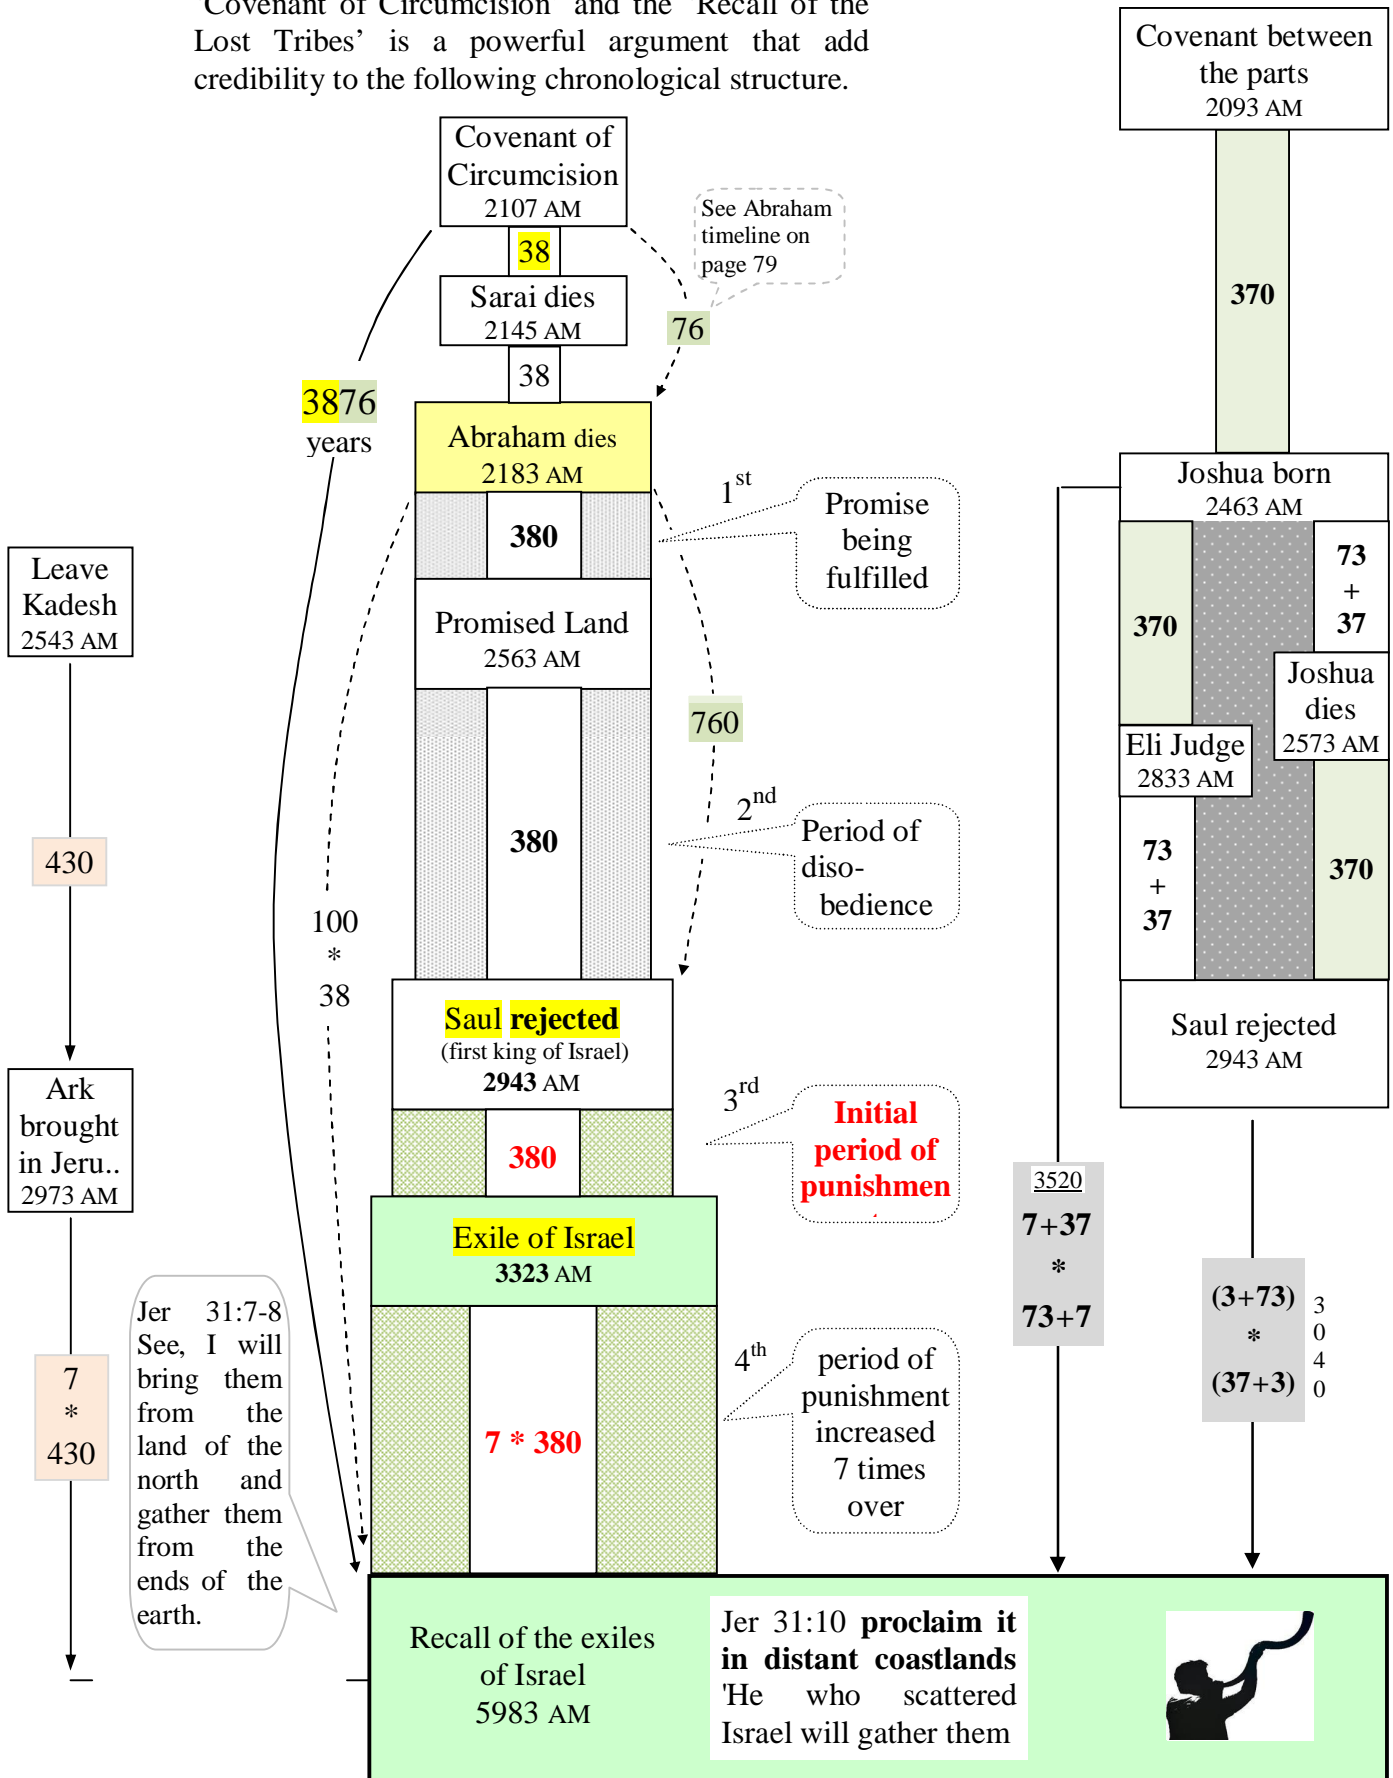 ‘Covenant of Circumcision’ and the ‘Recall of the
Lost Tribes’ is a powerful argument that add
credibility to the following chronological structure.
Covenant of
Circumcision
2107 AM
38
Sarai dies
2145 AM
38
See Abraham
timeline on
page 79
76
3876
years
Abraham dies
2183 AM
380
1st
Promise
being
fulfilled
Promised Land
2563 AM
760
380
2nd
Period of
diso-
bedience
100
*
38
Saul rejected
(first king of Israel)
2943 AM
380
3rd
Initial
period of
punishmen
Exile of Israel
3323 AM
7 * 380
4th
period of
punishment
increased
7 times
over
Leave
Kadesh
2543 AM
430
Ark
brought
in Jeru..
2973 AM
7
*
430
Jer 31:7-8
See, I will
bring them
from the
land of the
north and
gather them
from the
ends of the
earth.
Covenant between
the parts
2093 AM
370
Joshua born
2463 AM
370
73
+
37
Joshua
dies
2573 AM
Eli Judge
2833 AM
73
+
37
370
Saul rejected
2943 AM
3520
7+37
*
73+7
(3+73)
*
(37+3)
3
0
4
0
Recall of the exiles
of Israel
5983 AM
Jer 31:10 proclaim it
in distant coastlands
'He who scattered
Israel will gather them